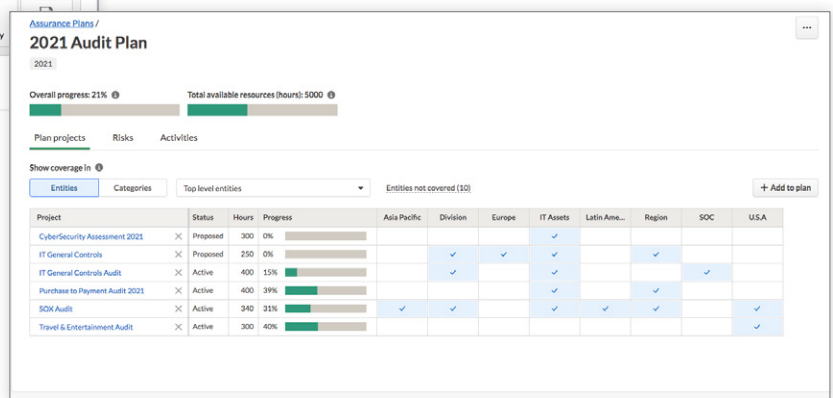 y
Assurance Plans /
2021 Audit Plan
2021
Overall progress: 21%
Total available resources (hours): 5000
Plan projects Risks Activities
Show coverage in
Entities Categories Top level entities Entities not covered (10) + Add to plan
Project Status Hours Progress Asia Pacific Division Europe IT Assets Latin Ame... Region SOC U.S.A
CyberSecurity Assessment 2021 Proposed 300 0%
IT General Controls Proposed 250 0%
IT General Controls Audit Active 400 15%
Purchase to Payment Audit 2021 Active 400 39%
SOX Audit Active 340 31%
Travel & Entertainment Audit Active 300 40%